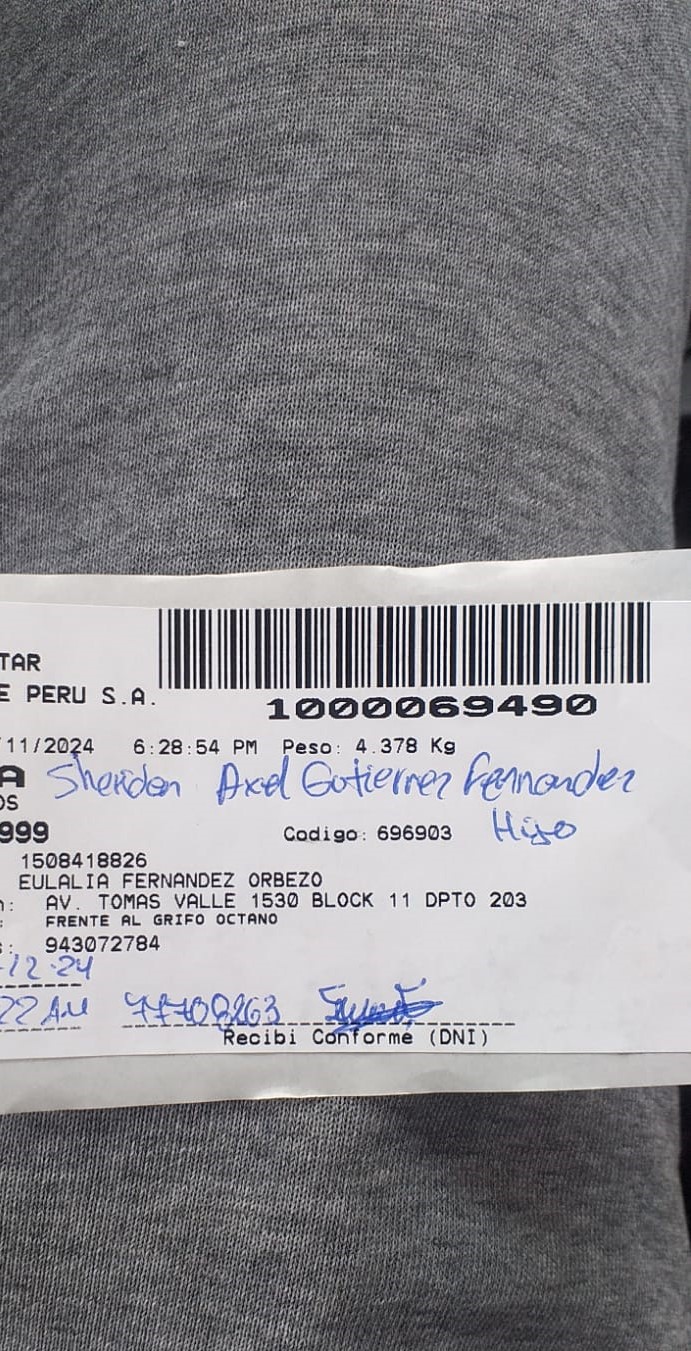 TAR
E PERU S.A.
1000069490
/11/2024 6:28:54 PM Peso: 4.378 Kg
A Sheridan Axel Gutierrez Fernandez
OS
999 Codigo: 696903 Hijo
1508418826
EULALIA FERNANDEZ ORBEZO
: AV. TOMAS VALLE 1530 BLOCK 11 DPTO 203
: FRENTE AL GRIFO OCTANO
: 943072784
-12-24
22 AM 77708263
Recibi Conforme (DNI)